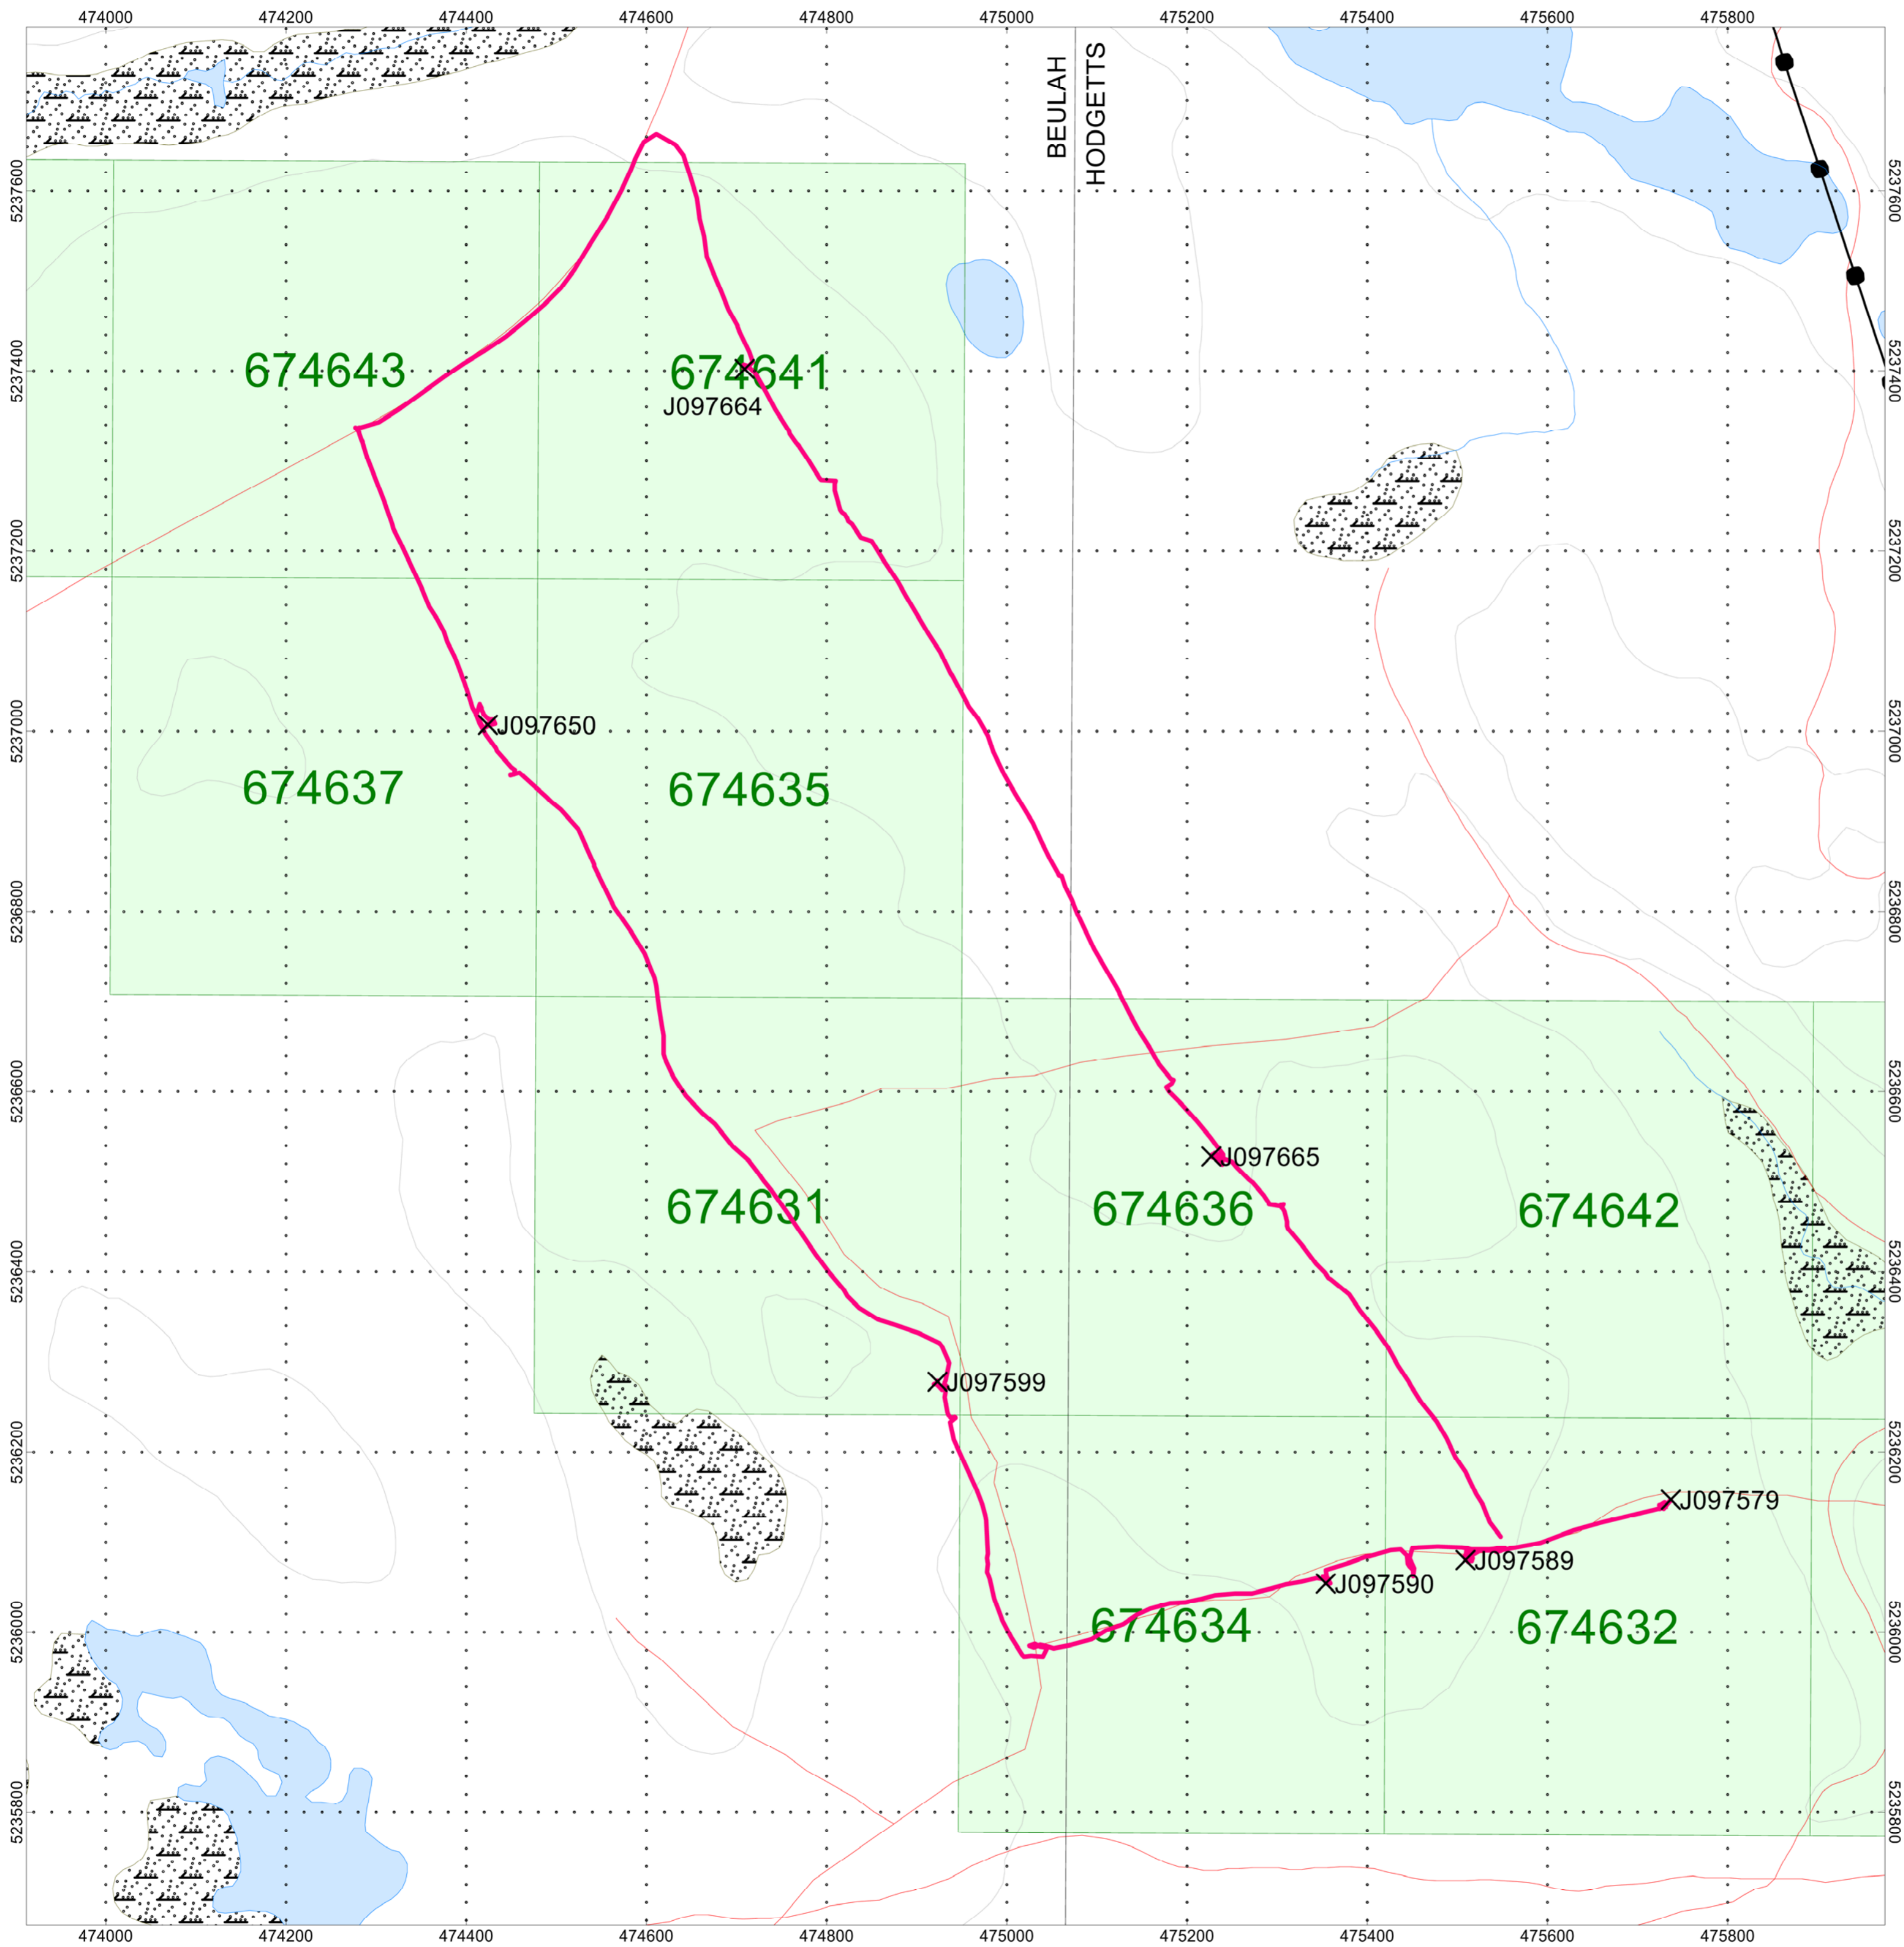 474000 474200 474400 474600 474800 475000 475200 475400 475600 475800
BEULAH
HODGETTS
5237600 5237600
5237400 674643 674641 5237400
J097664
5237200 5237200
5237000 J097650 5237000
674637 674635
5236800 5236800
5236600 5236600
J097665
674631 674636 674642
5236400 5236400
J097599
5236200 5236200
J097579
J097589
J097590
5236000 674634 674632 5236000
5235800 5235800
474000 474200 474400 474600 474800 475000 475200 475400 475600 475800